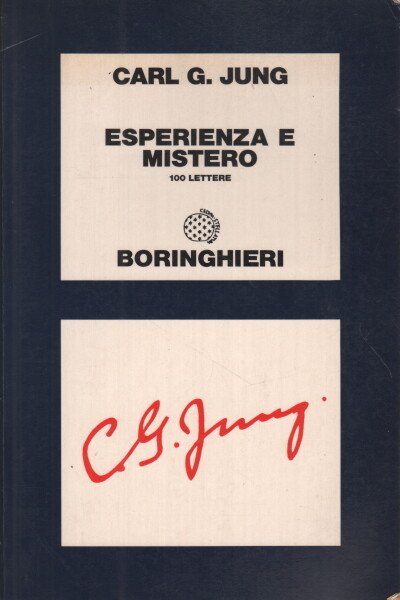 CARL G. JUNG
ESPERIENZA E
MISTERO
100 LETTERE
BORINGHIERI
C. G. Jung.